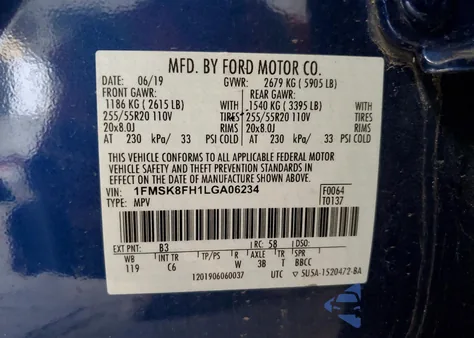 MFD. BY FORD MOTOR CO.
DATE: 06/19 GVWR: 2679 KG ( 5905 LB)
FRONT GAWR: REAR GAWR:
1186 KG ( 2615 LB) WITH 1540 KG ( 3395 LB) WITH
255/55R20 110V TIRES 255/55R20 110V TIRES
20x8.0J RIMS 20x8.0J RIMS
AT 230 kPa/ 33 PSI COLD AT 230 kPa/ 33 PSI COLD
THIS VEHICLE CONFORMS TO ALL APPLICABLE FEDERAL MOTOR
VEHICLE SAFETY AND THEFT PREVENTION STANDARDS IN
EFFECT ON THE DATE OF MANUFACTURE SHOWN ABOVE.
VIN: 1FMSK8FH1LGA06234 F0064
TYPE: MPV T0137
EXT PNT: B3 RC: 58 DSO:
WB INT TR TP/PS R AXLE TR SPR
119 C6 W 3B T BBCC
1201906060037 UTC 5U5A-1520472-BA